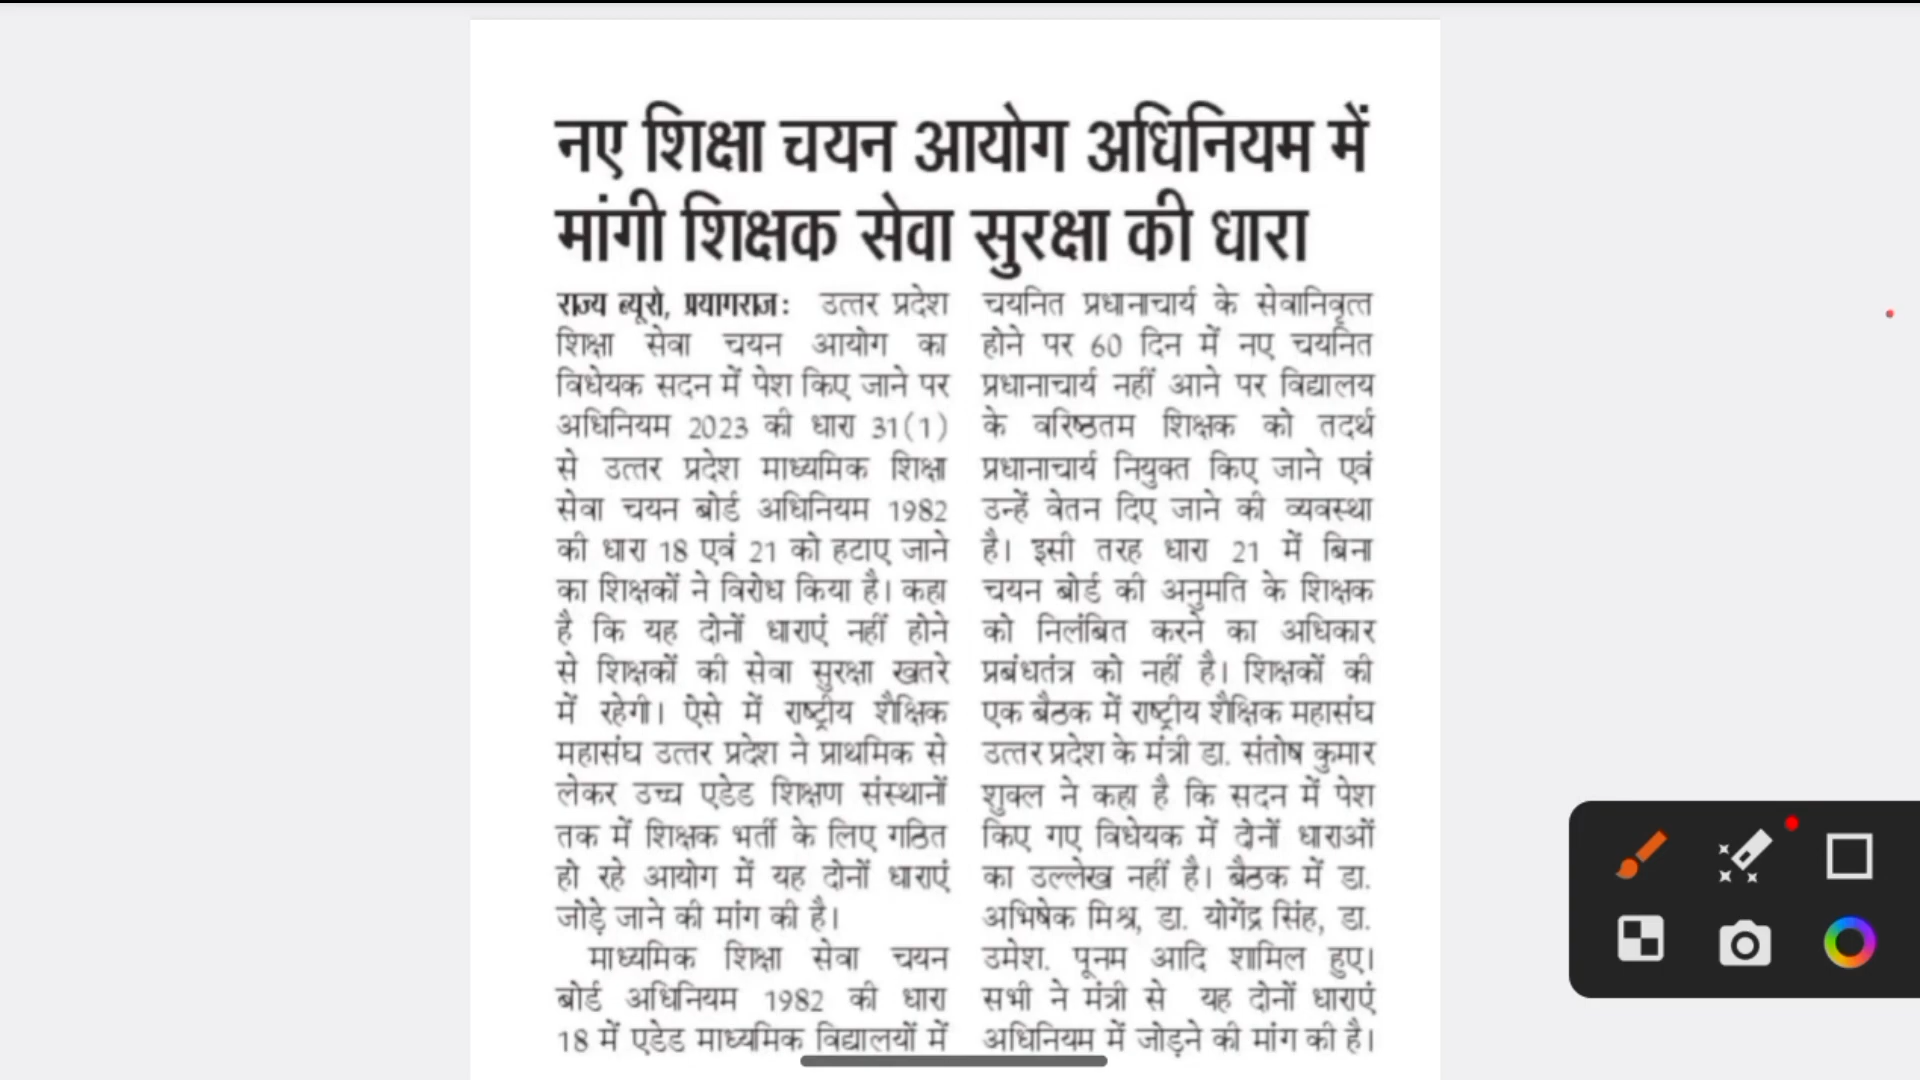 नए शिक्षा चयन आयोग अधिनियम में
मांगी शिक्षक सेवा सुरक्षा की धारा
राज्य ब्यूरो, प्रयागराज: उत्तर प्रदेश
शिक्षा सेवा चयन आयोग का
विधेयक सदन में पेश किए जाने पर
अधिनियम 2023 की धारा 31(1)
से उत्तर प्रदेश माध्यमिक शिक्षा
सेवा चयन बोर्ड अधिनियम 1982
की धारा 18 एवं 21 को हटाए जाने
का शिक्षकों ने विरोध किया है। कहा
है कि यह दोनों धाराएं नहीं होने
से शिक्षकों की सेवा सुरक्षा खतरे
में रहेगी। ऐसे में राष्ट्रीय शैक्षिक
महासंघ उत्तर प्रदेश ने प्राथमिक से
लेकर उच्च एडेड शिक्षण संस्थानों
तक में शिक्षक भर्ती के लिए गठित
हो रहे आयोग में यह दोनों धाराएं
जोड़े जाने की मांग की है।
माध्यमिक शिक्षा सेवा चयन
बोर्ड अधिनियम 1982 की धारा
18 में एडेड माध्यमिक विद्यालयों में
चयनित प्रधानाचार्य के सेवानिवृत्त
होने पर 60 दिन में नए चयनित
प्रधानाचार्य नहीं आने पर विद्यालय
के वरिष्ठतम शिक्षक को तदर्थ
प्रधानाचार्य नियुक्त किए जाने एवं
उन्हें वेतन दिए जाने की व्यवस्था
है। इसी तरह धारा 21 में बिना
चयन बोर्ड की अनुमति के शिक्षक
को निलंबित करने का अधिकार
प्रबंधतंत्र को नहीं है। शिक्षकों की
एक बैठक में राष्ट्रीय शैक्षिक महासंघ
उत्तर प्रदेश के मंत्री डा. संतोष कुमार
शुक्ल ने कहा है कि सदन में पेश
किए गए विधेयक में दोनों धाराओं
का उल्लेख नहीं है। बैठक में डा.
अभिषेक मिश्र, डा. योगेंद्र सिंह, डा.
उमेश. पूनम आदि शामिल हुए।
सभी ने मंत्री से यह दोनों धाराएं
अधिनियम में जोड़ने की मांग की है।